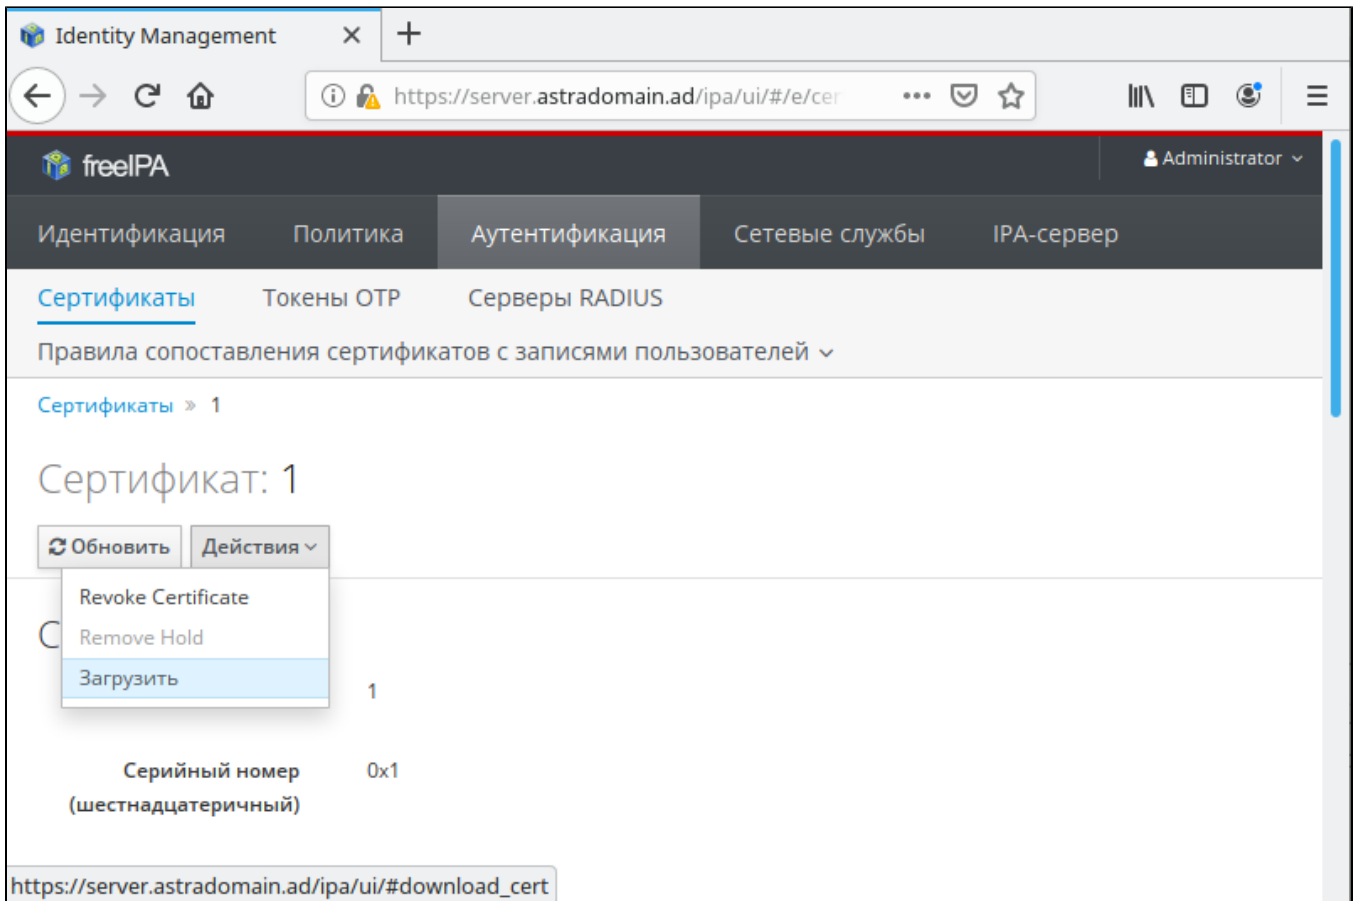 Identity Management
https://server.astradomain.ad/ipa/ui/#/e/cer
freeIPA
Administrator
Идентификация Политика Аутентификация Сетевые службы IPA-сервер
Сертификаты Токены OTP Серверы RADIUS
Правила сопоставления сертификатов с записями пользователей
Сертификаты » 1
Сертификат: 1
Обновить Действия
Revoke Certificate
Remove Hold
Загрузить
1
Серийный номер 0x1
(шестнадцатеричный)
https://server.astradomain.ad/ipa/ui/#download_cert